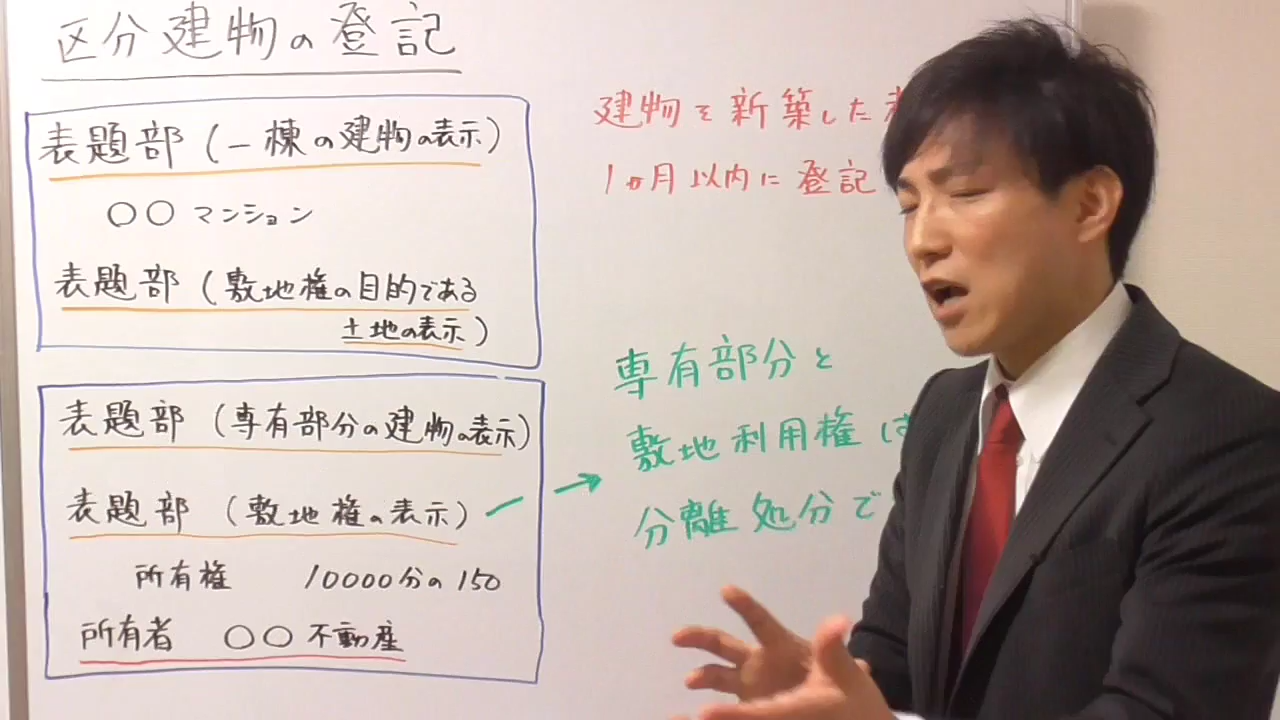 区分建物の登記
表題部(一棟の建物の表示)
〇〇マンション
表題部(敷地権の目的である
土地の表示)
表題部(専有部分の建物の表示)
表題部(敷地権の表示)
所有権 10000分の150
所有者 〇〇不動産
建物を新築した
1ヶ月以内に登記
専有部分と
敷地利用権は
分離処分で